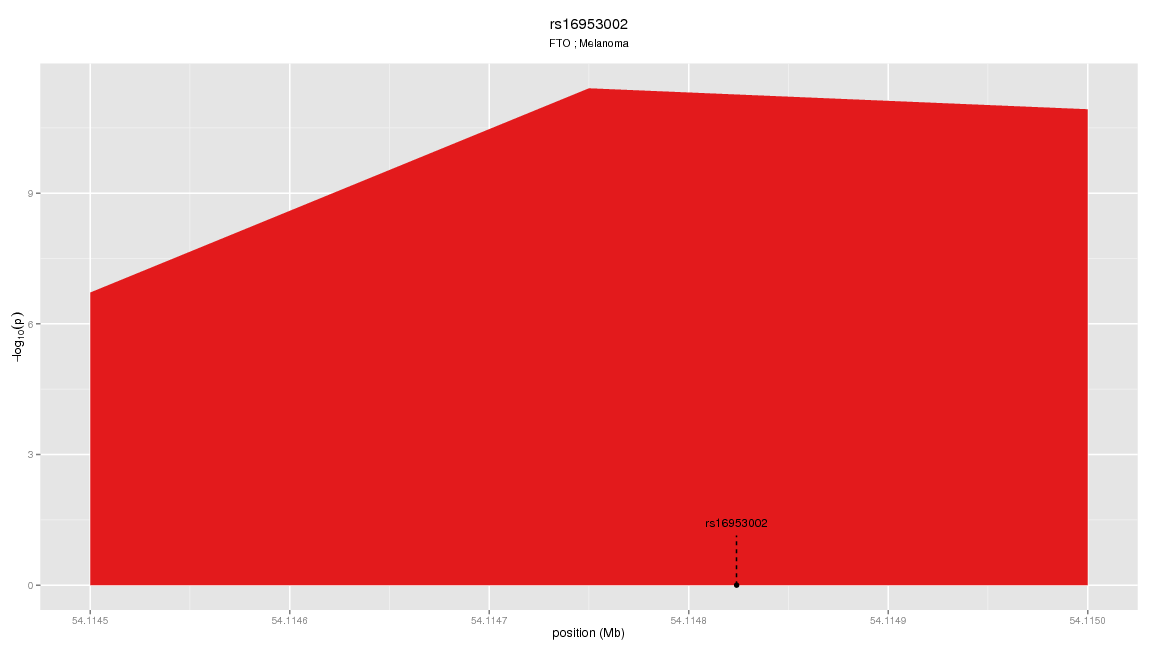 rs16953002
FTO ; Melanoma
−log10(p)
9
6
3
0
rs16953002
54.1145 54.1146 54.1147 54.1148 54.1149 54.1150
position (Mb)